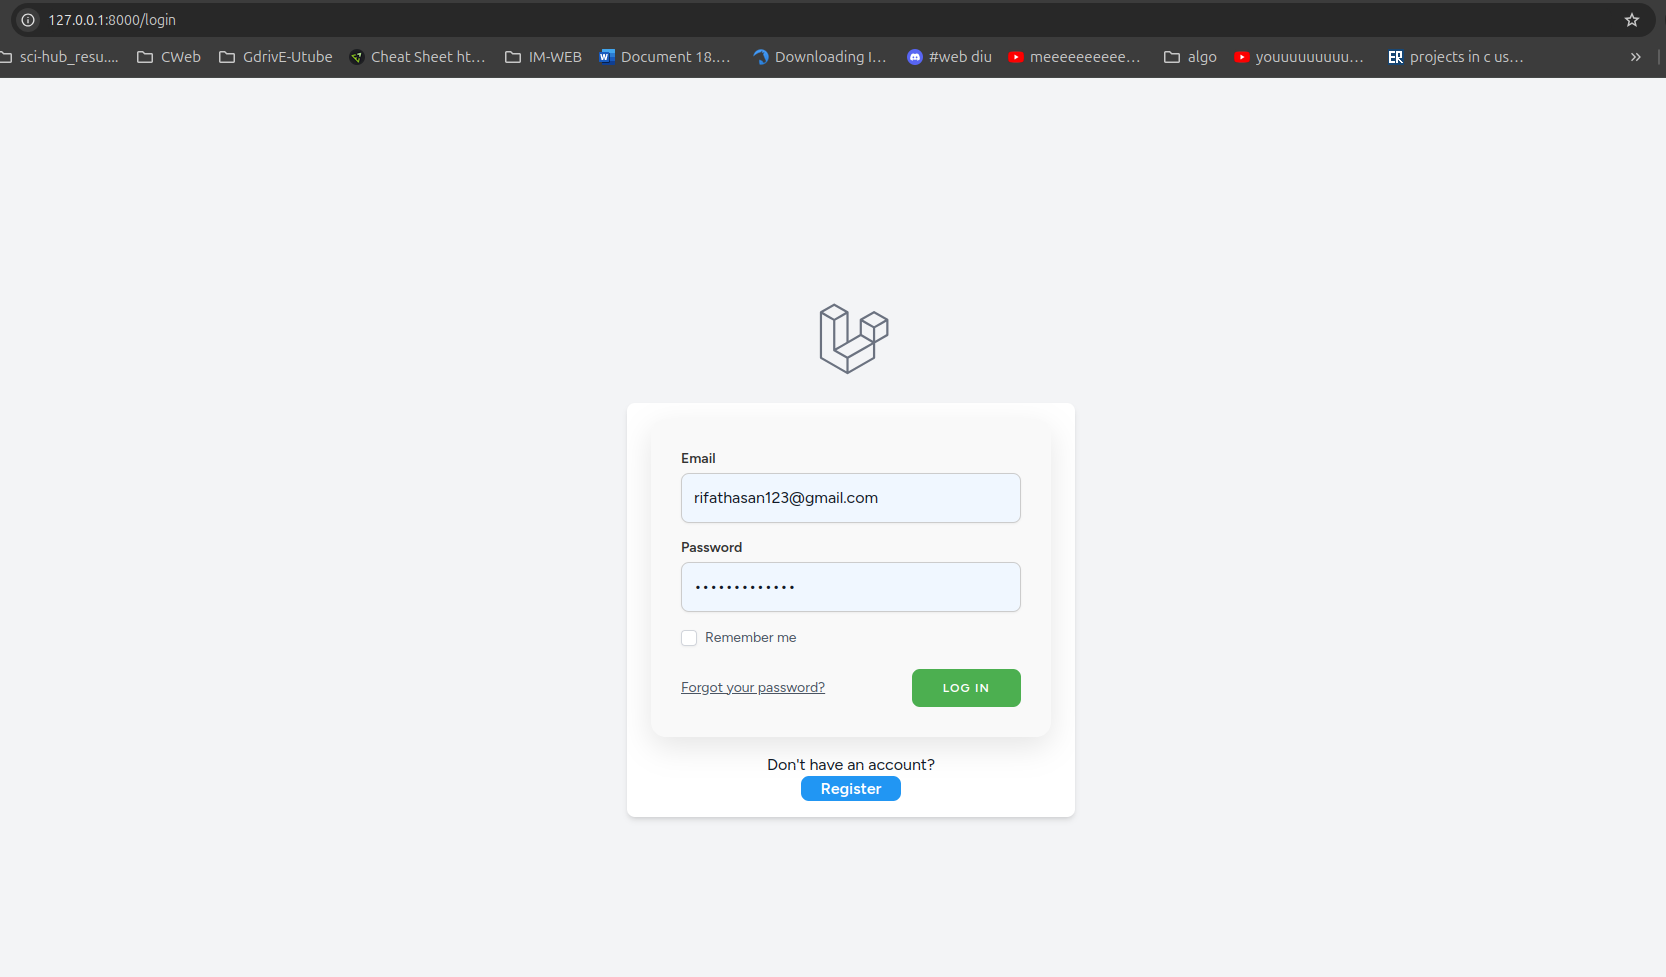 127.0.0.1:8000/login
sci-hub_resu.... CWeb GdrivE-Utube Cheat Sheet ht... IM-WEB Document 18.... Downloading I... #web diu meeeeeeeeee... algo youuuuuuuuu... ER projects in c us... »
Email
rifathasan123@gmail.com
Password
•••••••••••••
Remember me
Forgot your password? LOG IN
Don't have an account?
Register